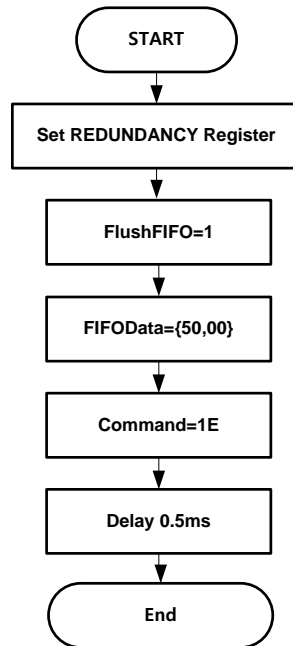 START
Set REDUNDANCY Register
FlushFIFO=1
FIFOData={50,00}
Command=1E
Delay 0.5ms
End